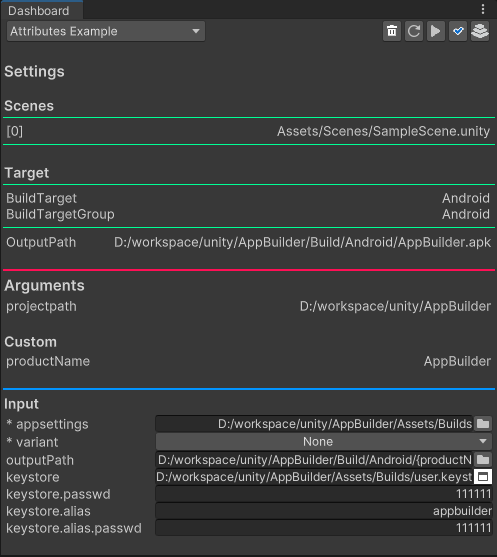 Dashboard
Attributes Example
Settings
Scenes
[0] Assets/Scenes/SampleScene.unity
Target
BuildTarget Android
BuildTargetGroup Android
OutputPath D:/workspace/unity/AppBuilder/Build/Android/AppBuilder.apk
Arguments
projectpath D:/workspace/unity/AppBuilder
Custom
productName AppBuilder
Input
* appsettings D:/workspace/unity/AppBuilder/Assets/Builds
* variant None
outputPath D:/workspace/unity/AppBuilder/Build/Android/{productN
keystore D:/workspace/unity/AppBuilder/Assets/Builds/user.keyst
keystore.passwd 111111
keystore.alias appbuilder
keystore.alias.passwd 111111